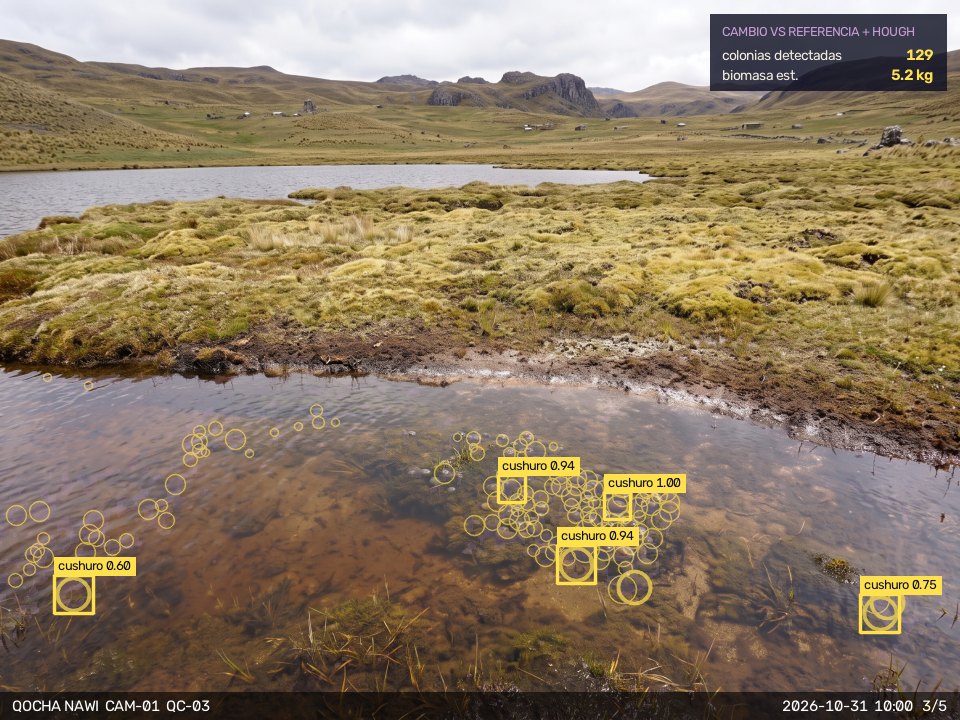 CAMBIO VS REFERENCIA + HOUGH
colonias detectadas 129
biomasa est. 5.2 kg
cushuro 0.94
cushuro 1.00
cushuro 0.94
cushuro 0.60
cushuro 0.75
QOCHA NAWI CAM-01 QC-03 2026-10-31 10:00 3/5